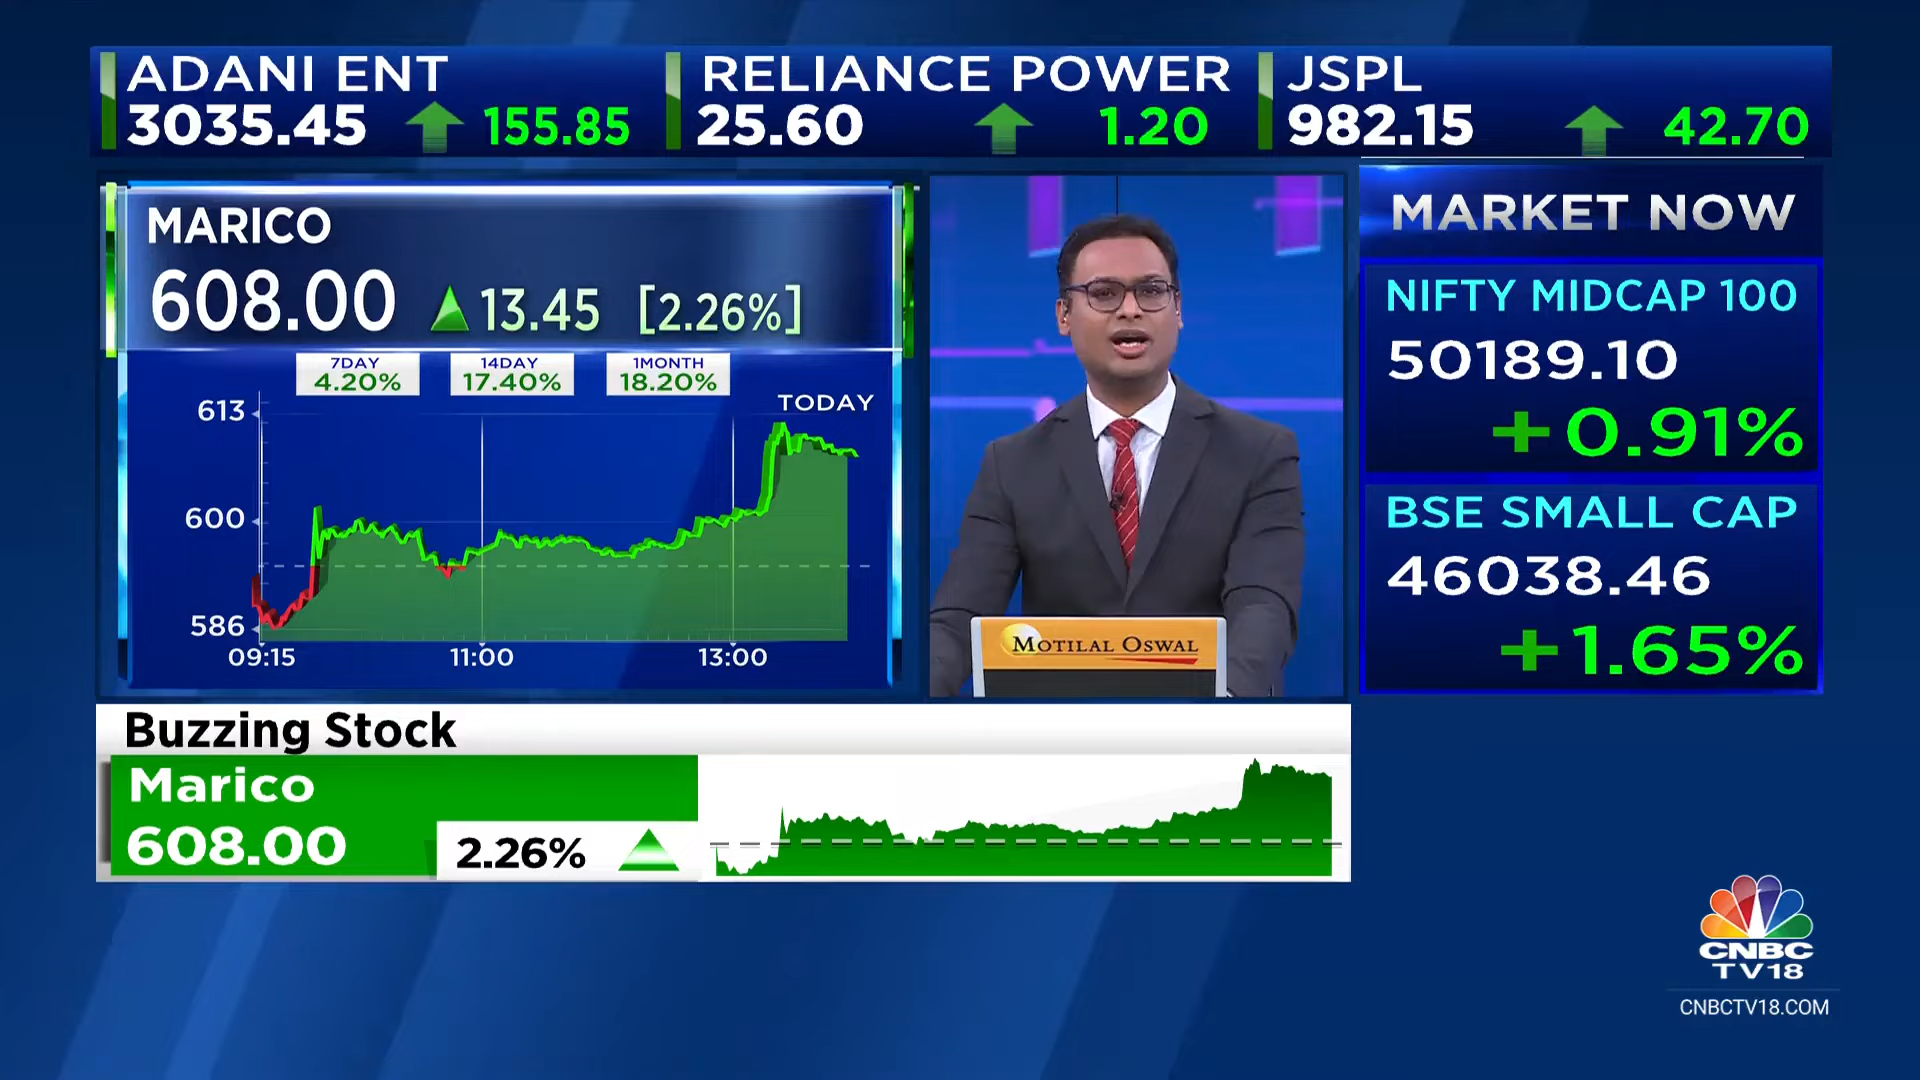 ADANI ENT
3035.45 155.85
RELIANCE POWER
25.60 1.20
JSPL
982.15 42.70
MARICO
608.00 13.45 [2.26%]
7DAY
4.20%
14DAY
17.40%
1MONTH
18.20%
TODAY
613
600
586
09:15 11:00 13:00
MOTILAL OSWAL
MARKET NOW
NIFTY MIDCAP 100
50189.10
+0.91%
BSE SMALL CAP
46038.46
+1.65%
Buzzing Stock
Marico
608.00
2.26%
CNBC
TV18
CNBCTV18.COM